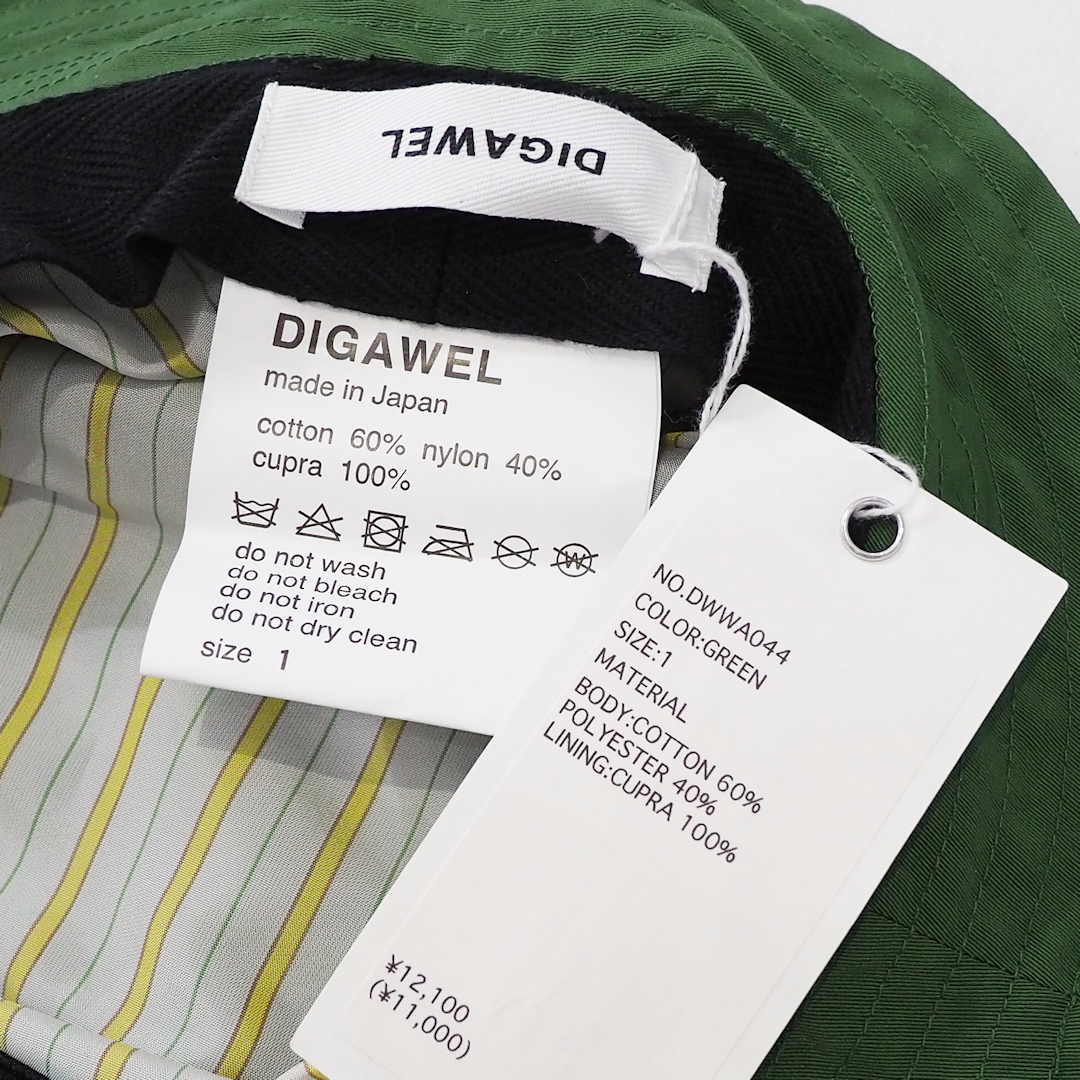 DIGAWEL
DIGAWEL
made in Japan
cotton 60% nylon 40%
cupra 100%
W
do not wash
do not bleach
do not iron
do not dry clean
size 1
NO.DWWA044
COLOR:GREEN
SIZE:1
MATERIAL
BODY:COTTON 60%
POLYESTER 40%
LINING:CUPRA 100%
¥12,100
(¥11,000)